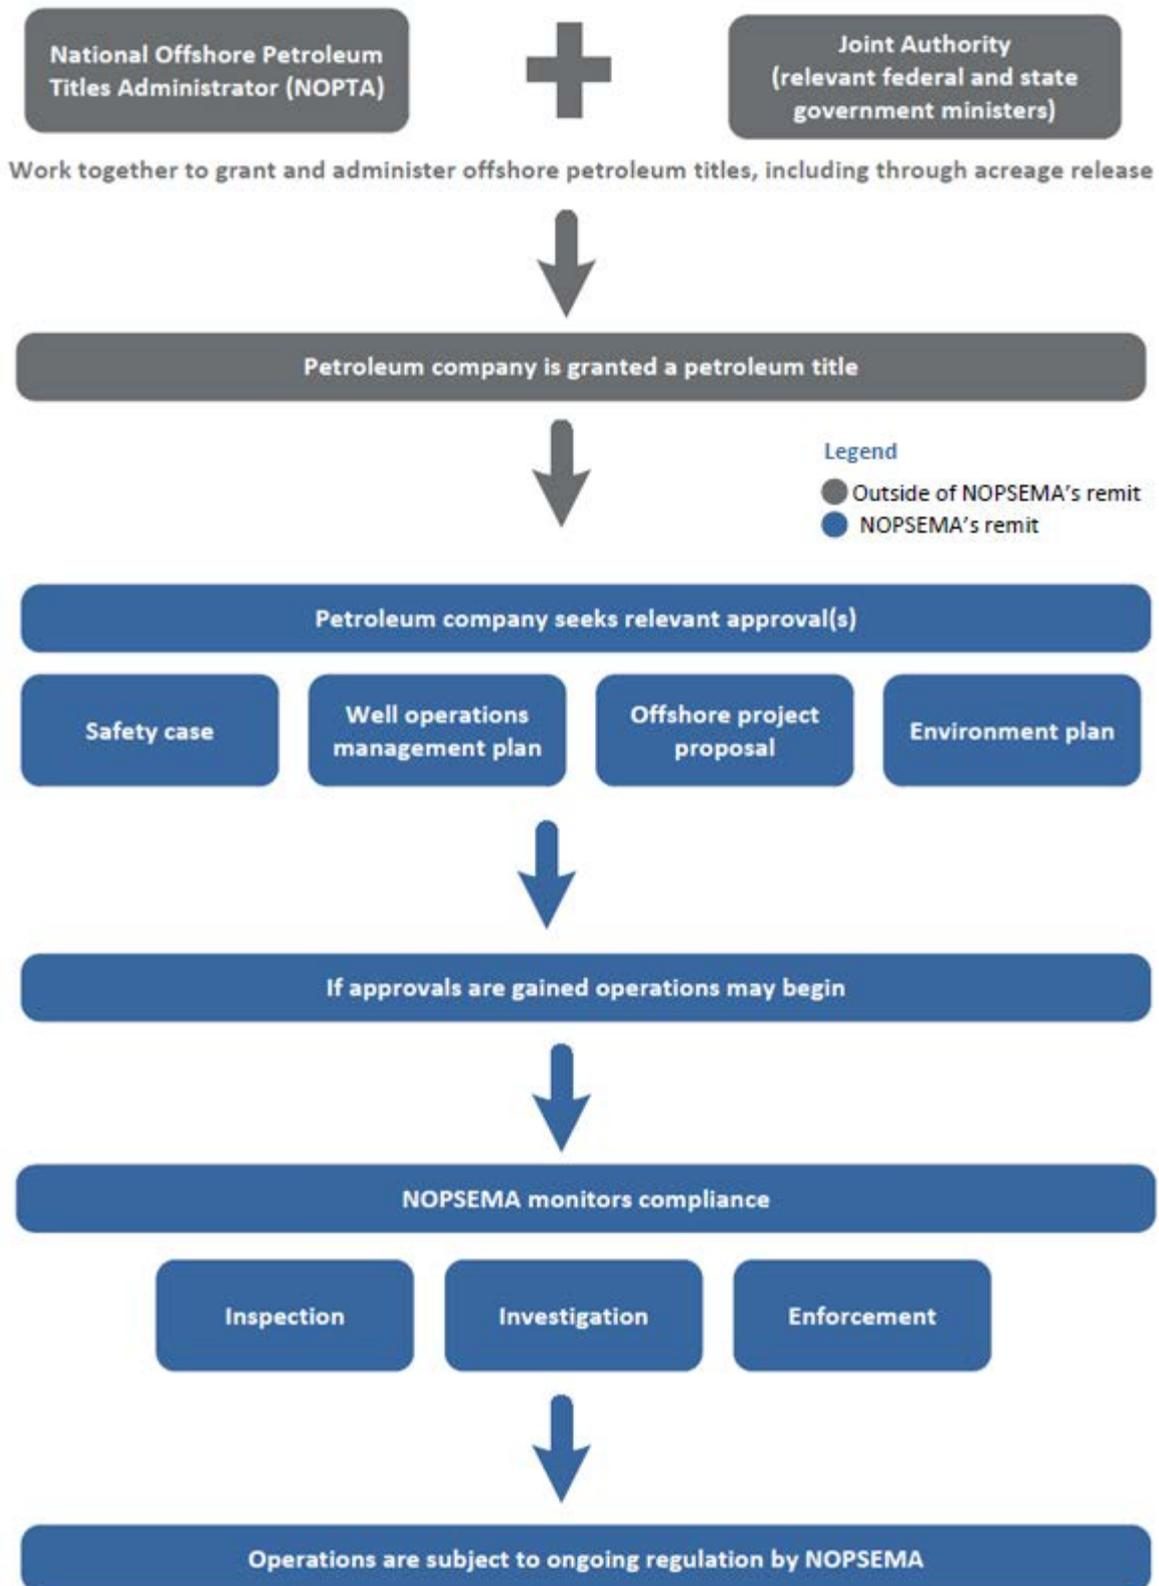 National Offshore Petroleum
Titles Administrator (NOPTA)
Joint Authority
(relevant federal and state
government ministers)
Work together to grant and administer offshore petroleum titles, including through acreage release
Petroleum company is granted a petroleum title
Legend
Outside of NOPSEMA's remit
NOPSEMA's remit
Petroleum company seeks relevant approval(s)
Safety case
Well operations
management plan
Offshore project
proposal
Environment plan
If approvals are gained operations may begin
NOPSEMA monitors compliance
Inspection
Investigation
Enforcement
Operations are subject to ongoing regulation by NOPSEMA